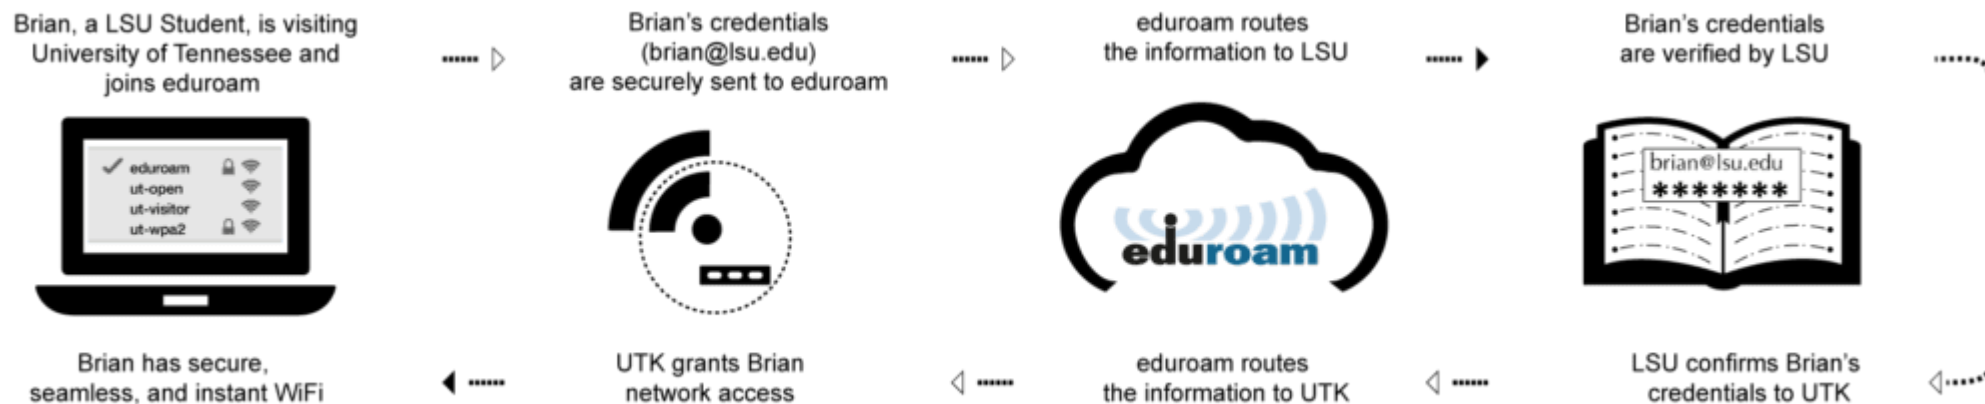 Brian, a LSU Student, is visiting
University of Tennessee and
joins eduroam
Brian's credentials
(brian@lsu.edu)
are securely sent to eduroam
eduroam routes
the information to LSU
Brian's credentials
are verified by LSU
eduroam
ut-open
ut-visitor
ut-wpa2
eduroam
brian@lsu.edu
*******
Brian has secure,
seamless, and instant WiFi
UTK grants Brian
network access
eduroam routes
the information to UTK
LSU confirms Brian's
credentials to UTK